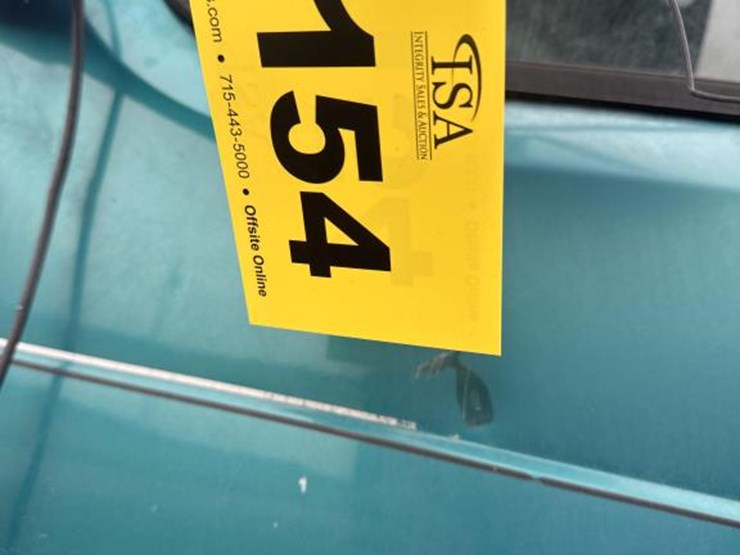 ISA
INTEGRITY SALES & AUCTION
154
s.com • 715-443-5000 • Offsite Online